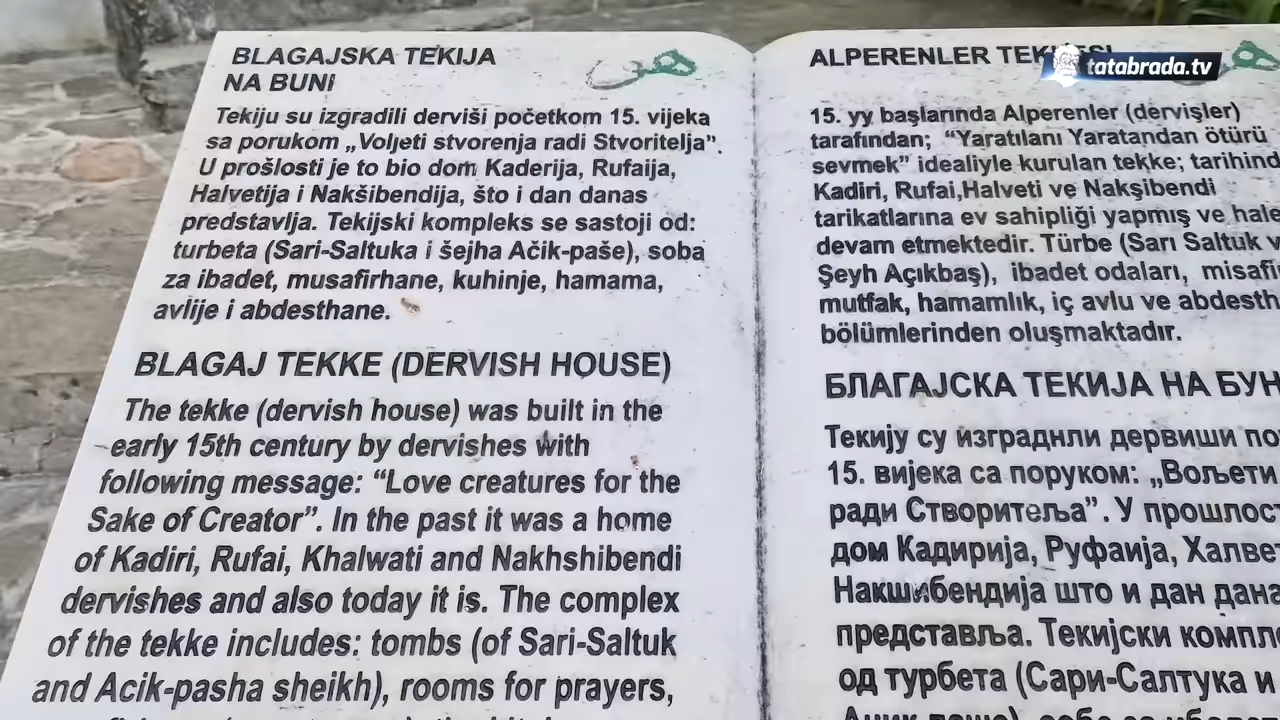 BLAGAJSKA TEKIJA
NA BUNI
Tekiju su izgradili derviši početkom 15. vijeka
sa porukom „Voljeti stvorenja radi Stvoritelja”.
U prošlosti je to bio dom Kaderija, Rufaija,
Halvetija i Nakšibendija, što i dan danas
predstavlja. Tekijski kompleks se sastoji od:
turbeta (Sari-Saltuka i šejha Ačik-paše), soba
za ibadet, musafirhane, kuhinje, hamama,
avlije i abdesthane.
BLAGAJ TEKKE (DERVISH HOUSE)
The tekke (dervish house) was built in the
early 15th century by dervishes with
following message: “Love creatures for the
Sake of Creator”. In the past it was a home
of Kadiri, Rufai, Khalwati and Nakhshibendi
dervishes and also today it is. The complex
of the tekke includes: tombs (of Sari-Saltuk
and Acik-pasha sheikh), rooms for prayers,
ALPERENLER
tatabrada.tv
15. yy başlarında Alperenler (dervişler)
tarafından; “Yaratılanı Yaratandan ötürü
sevmek” idealiyle kurulan tekke; tarihind
Kadiri, Rufai,Halveti ve Nakşibendi
tarikatlarına ev sahipliği yapmış ve hale
devam etmektedir. Türbe (Sarı Saltuk v
Şeyh Açıkbaş), ibadet odaları, misafi
mutfak, hamamlık, iç avlu ve abdesth
bölümlerinden oluşmaktadır.
БЛАГАЈСКА ТЕКИЈА НА БУН
Текију су изграднли дервиши по
15. вијека са поруком: „Вољети
ради Створитеља”. У прошлос
дом Кадирија, Руфаија, Халве
Накшибендија што и дан дана
представља. Текијски компл
од турбета (Сари-Салтука и